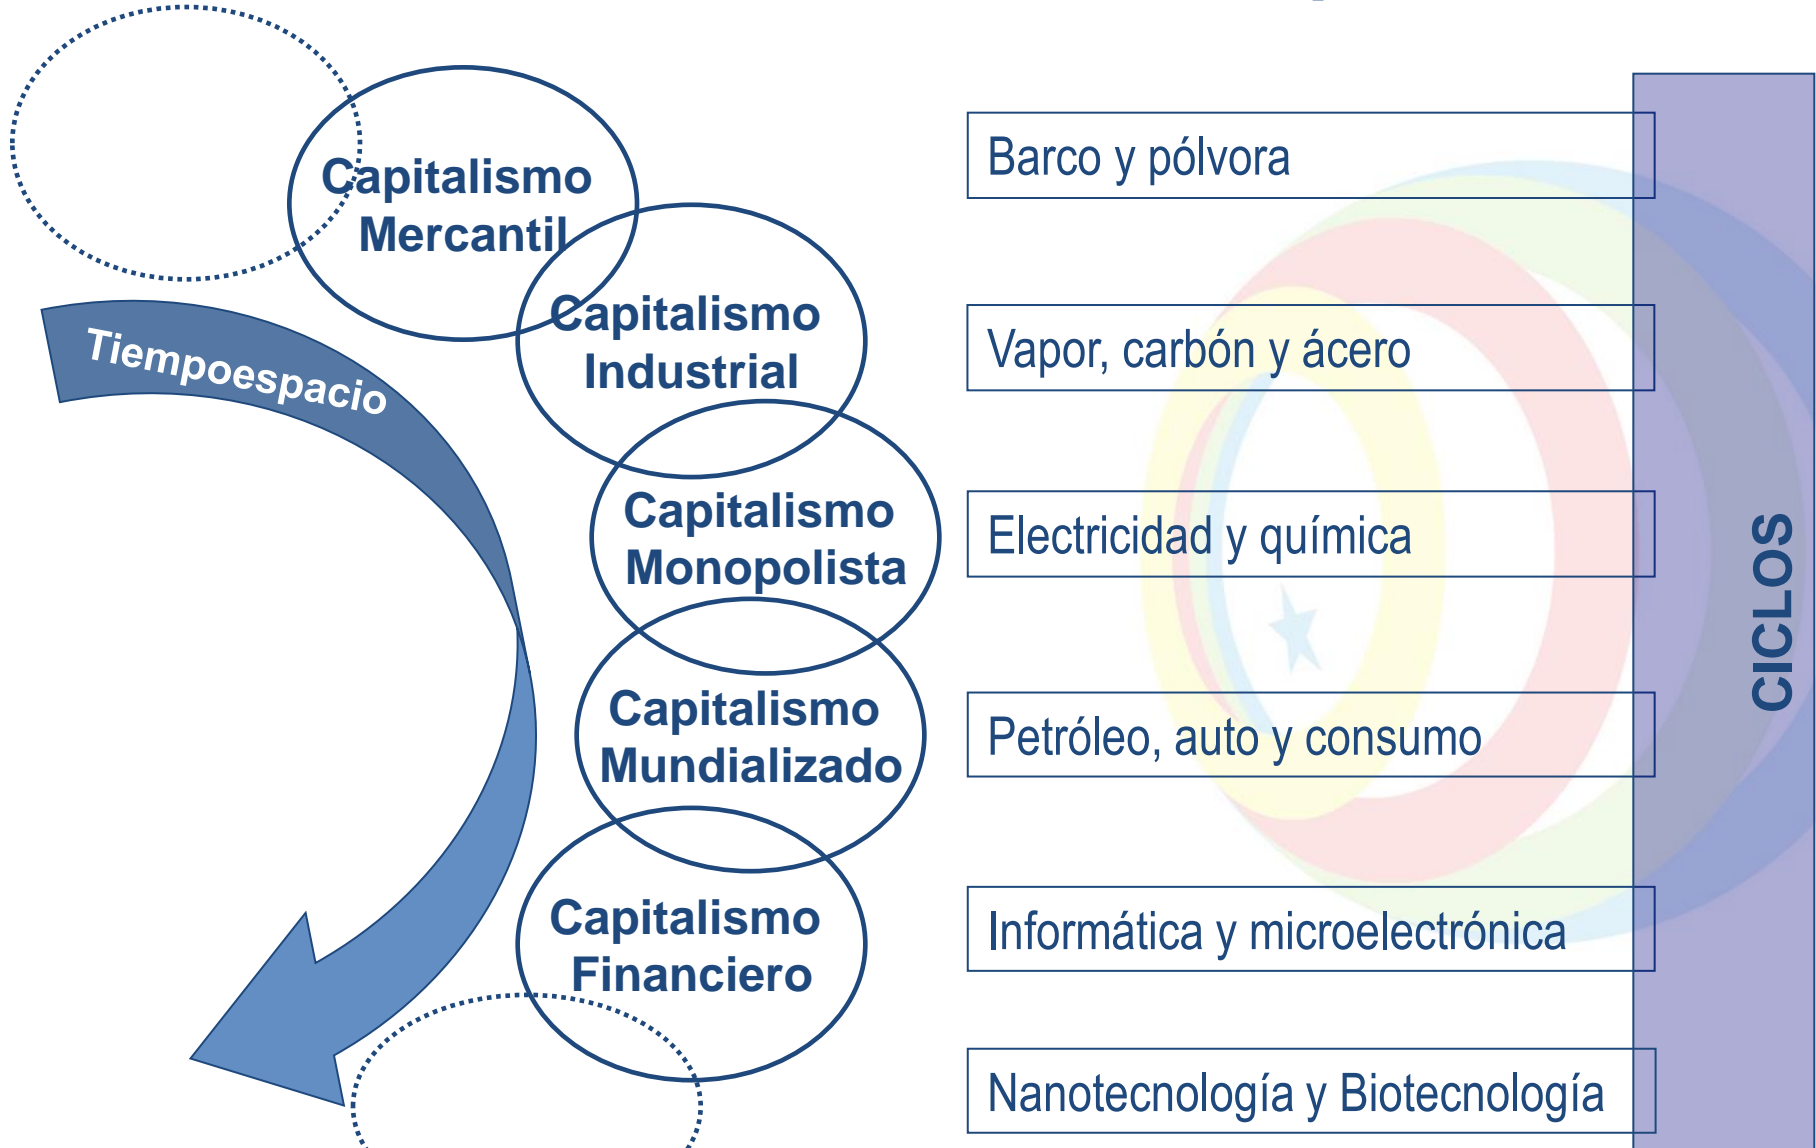 Capitalismo
Mercantil
Barco y pólvora
Tiempoespacio
Capitalismo
Industrial
Vapor, carbón y ácero
Capitalismo
Monopolista
Electricidad y química
CICLOS
Capitalismo
Mundializado
Petróleo, auto y consumo
Capitalismo
Financiero
Informática y microelectrónica
Nanotecnología y Biotecnología